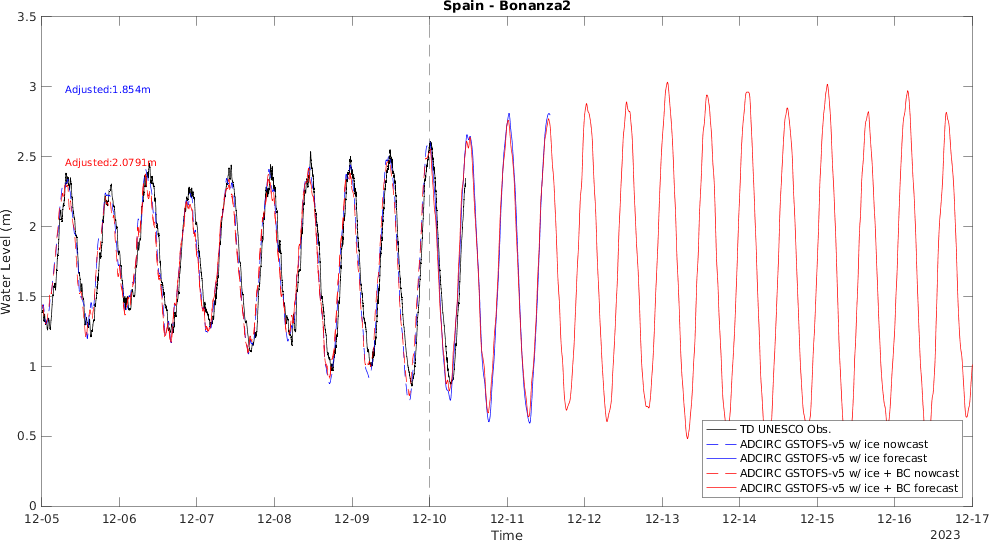 Spain - Bonanza2
3.5
3
2.5
2
1.5
1
0.5
0
Water Level (m)
Adjusted:1.854m
Adjusted:2.0791m
TD UNESCO Obs.
ADCIRC GSTOFS-v5 w/ ice nowcast
ADCIRC GSTOFS-v5 w/ ice forecast
ADCIRC GSTOFS-v5 w/ ice + BC nowcast
ADCIRC GSTOFS-v5 w/ ice + BC forecast
12-05 12-06 12-07 12-08 12-09 12-10 12-11 12-12 12-13 12-14 12-15 12-16 12-17
Time
2023